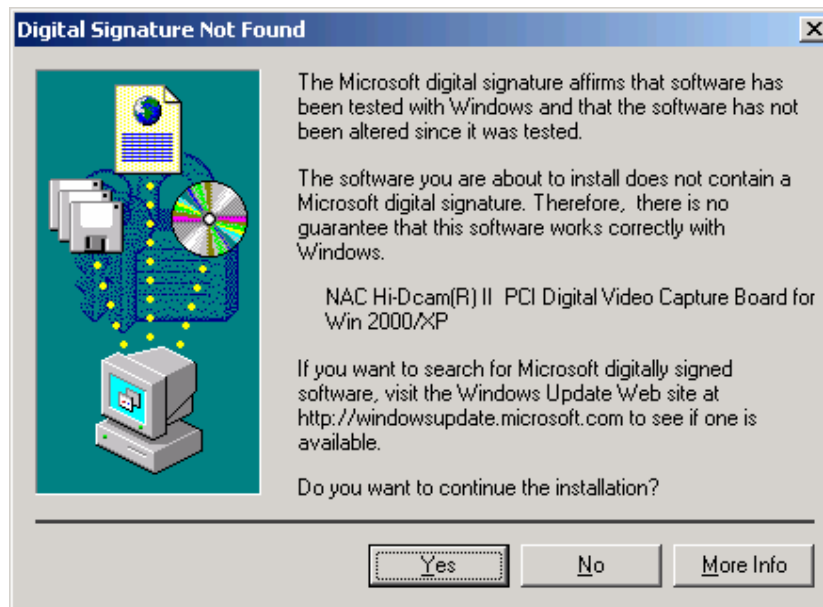 Digital Signature Not Found
The Microsoft digital signature affirms that software has
been tested with Windows and that the software has not
been altered since it was tested.
The software you are about to install does not contain a
Microsoft digital signature. Therefore,  there is no
guarantee that this software works correctly with
Windows.
NAC Hi-Dcam(R) II  PCI Digital Video Capture Board for
Win 2000/XP
If you want to search for Microsoft digitally signed
software, visit the Windows Update Web site at
http://windowsupdate.microsoft.com to see if one is
available.
Do you want to continue the installation?
Yes No More Info